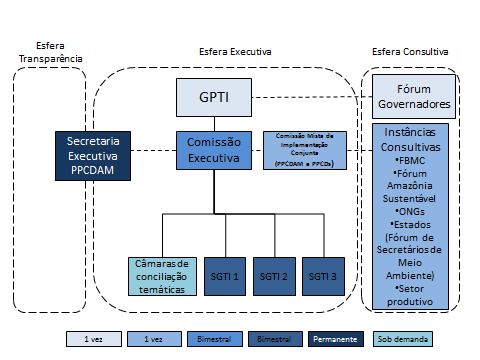 Esfera
Transparência
Esfera Executiva
Esfera Consultiva
GPTI
Fórum
Governadores
Secretaria
Executiva
PPCDAM
Comissão
Executiva
Comissão Mista de
Implementação
Conjunta
(PPCDAM e PPCDs)
Instâncias
Consultivas
•FBMC
•Fórum
Amazônia
Sustentável
•ONGs
•Estados
(Fórum de
Secretários de
Meio
Ambiente)
•Setor
produtivo
Câmaras de
conciliação
temáticas
SGTI 1
SGTI 2
SGTI 3
1 vez
1 vez
Bimestral
Bimestral
Permanente
Sob demanda